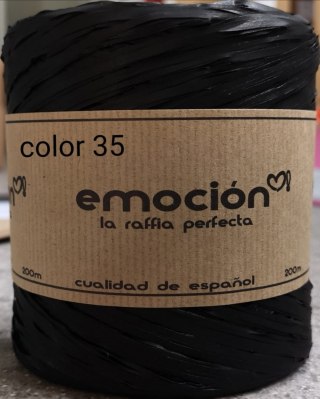 color 35
emoción
la raffia perfecta
200m 200m
cualidad de español